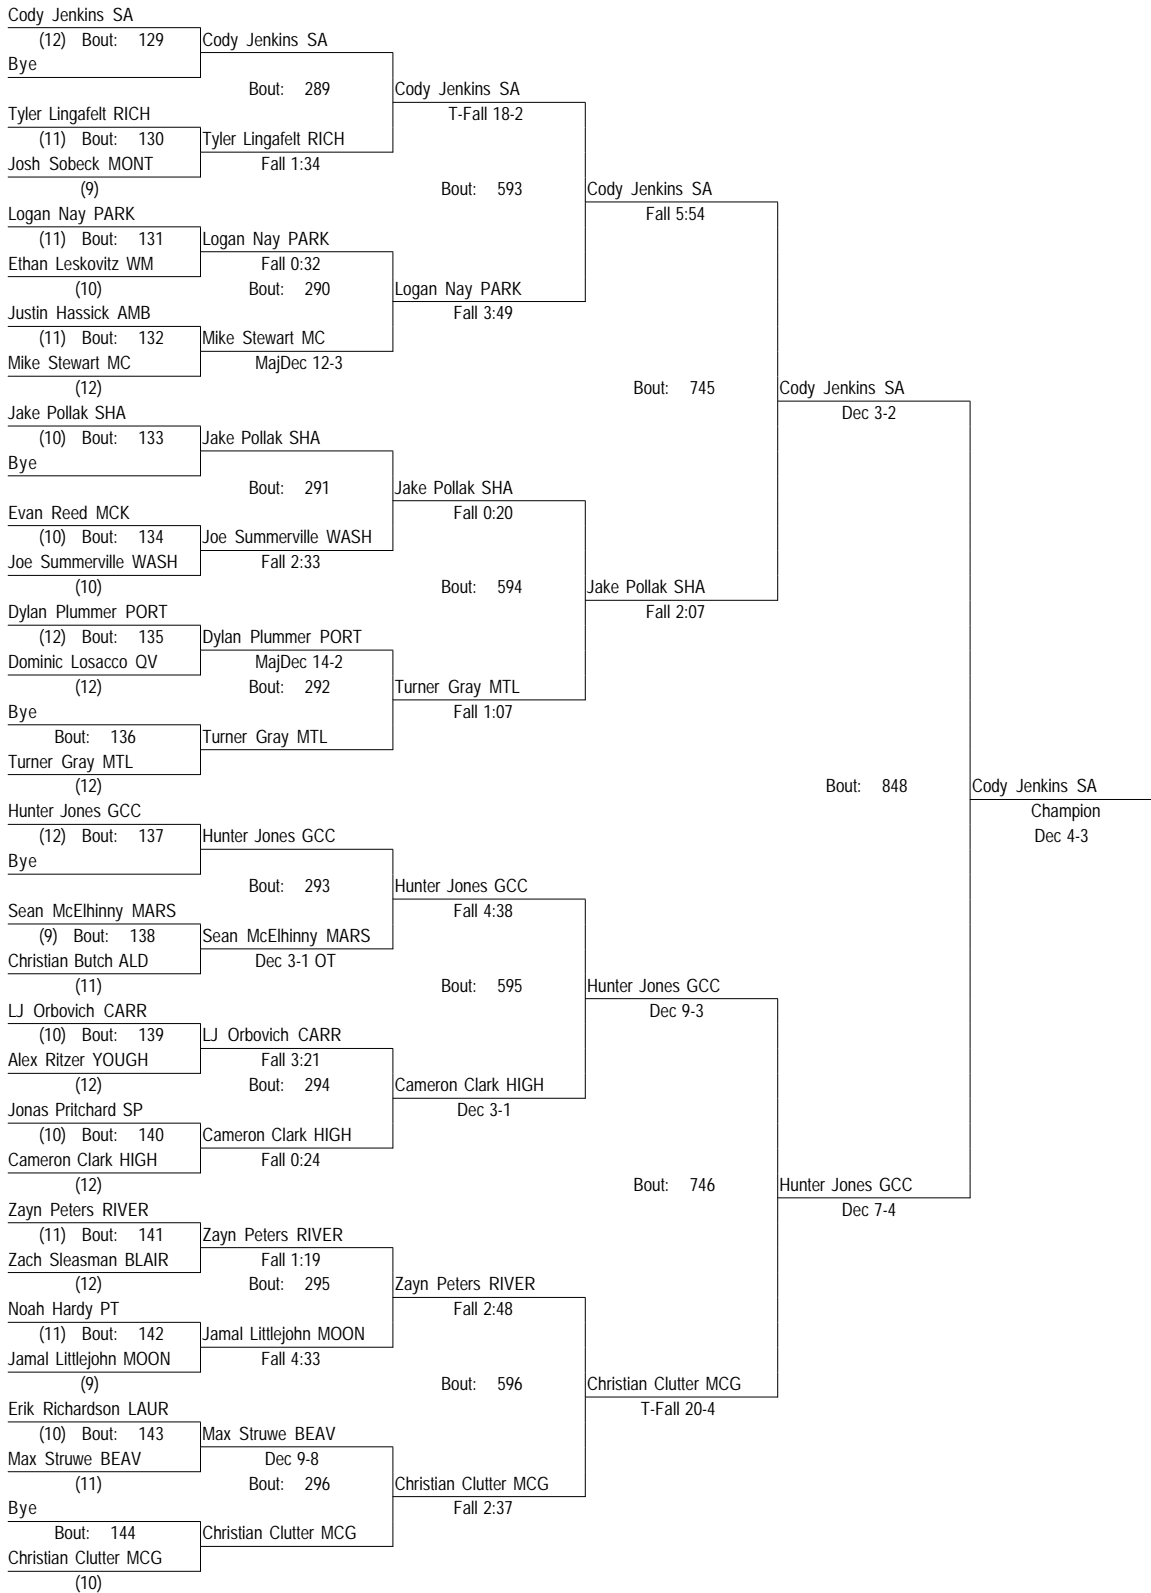 Cody Jenkins SA
(12) Bout: 129 Cody Jenkins SA
Bye
Bout: 289 Cody Jenkins SA
Tyler Lingafelt RICH T-Fall 18-2
(11) Bout: 130 Tyler Lingafelt RICH
Josh Sobeck MONT Fall 1:34
(9) Bout: 593 Cody Jenkins SA
Logan Nay PARK Fall 5:54
(11) Bout: 131 Logan Nay PARK
Ethan Leskovitz WM Fall 0:32
(10) Bout: 290 Logan Nay PARK
Justin Hassick AMB Fall 3:49
(11) Bout: 132 Mike Stewart MC
Mike Stewart MC MajDec 12-3
(12) Bout: 745 Cody Jenkins SA
Jake Pollak SHA Dec 3-2
(10) Bout: 133 Jake Pollak SHA
Bye
Bout: 291 Jake Pollak SHA
Evan Reed MCK Fall 0:20
(10) Bout: 134 Joe Summerville WASH
Joe Summerville WASH Fall 2:33
(10) Bout: 594 Jake Pollak SHA
Dylan Plummer PORT Fall 2:07
(12) Bout: 135 Dylan Plummer PORT
Dominic Losacco QV MajDec 14-2
(12) Bout: 292 Turner Gray MTL
Bye Fall 1:07
Bout: 136 Turner Gray MTL
Turner Gray MTL
(12) Bout: 848 Cody Jenkins SA
Hunter Jones GCC Champion
(12) Bout: 137 Hunter Jones GCC Dec 4-3
Bye
Bout: 293 Hunter Jones GCC
Sean McElhinny MARS Fall 4:38
(9) Bout: 138 Sean McElhinny MARS
Christian Butch ALD Dec 3-1 OT
(11) Bout: 595 Hunter Jones GCC
LJ Orbovich CARR Dec 9-3
(10) Bout: 139 LJ Orbovich CARR
Alex Ritzer YOUGH Fall 3:21
(12) Bout: 294 Cameron Clark HIGH
Jonas Pritchard SP Dec 3-1
(10) Bout: 140 Cameron Clark HIGH
Cameron Clark HIGH Fall 0:24
(12) Bout: 746 Hunter Jones GCC
Zayn Peters RIVER Dec 7-4
(11) Bout: 141 Zayn Peters RIVER
Zach Sleasman BLAIR Fall 1:19
(12) Bout: 295 Zayn Peters RIVER
Noah Hardy PT Fall 2:48
(11) Bout: 142 Jamal Littlejohn MOON
Jamal Littlejohn MOON Fall 4:33
(9) Bout: 596 Christian Clutter MCG
Erik Richardson LAUR T-Fall 20-4
(10) Bout: 143 Max Struwe BEAV
Max Struwe BEAV Dec 9-8
(11) Bout: 296 Christian Clutter MCG
Bye Fall 2:37
Bout: 144 Christian Clutter MCG
Christian Clutter MCG
(10)